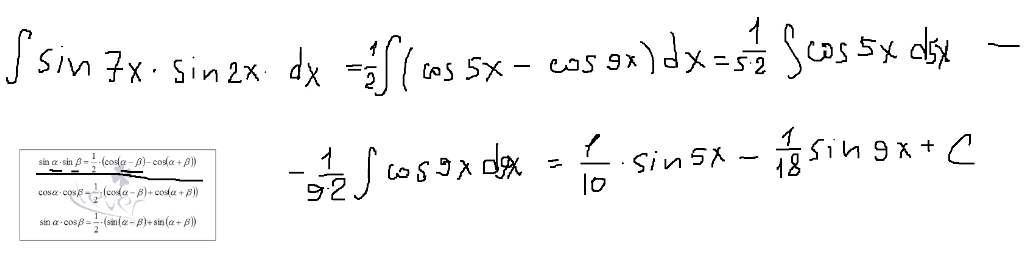 ∫ sin 7x · sin 2x · dx = 1/2 ∫ ( cos 5x − cos 9x ) dx = 1/(5·2) ∫ cos 5x d5x −
− 1/(9·2) ∫ cos 9x d9x = 1/10 · sin 5x − 1/18 sin 9x + C
sin α · sin β = 1/2 · (cos(α − β) − cos(α + β))
cos α · cos β = 1/2 · (cos(α − β) + cos(α + β))
sin α · cos β = 1/2 · (sin(α − β) + sin(α + β))